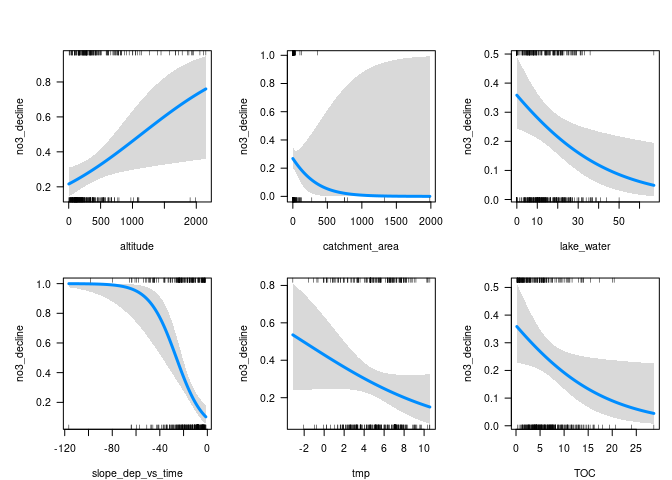 no3_decline
0.2 0.4 0.6 0.8
0 500 1000 2000
altitude
no3_decline
0.0 0.2 0.4 0.6 0.8 1.0
0 500 1000 1500 2000
catchment_area
no3_decline
0.0 0.1 0.2 0.3 0.4 0.5
0 10 20 30 50
lake_water
no3_decline
0.2 0.4 0.6 0.8 1.0
-120 -80 -40 0
slope_dep_vs_time
no3_decline
0.2 0.4 0.6 0.8
-2 0 2 4 6 8 10
tmp
no3_decline
0.0 0.1 0.2 0.3 0.4 0.5
0 5 10 15 20 25
TOC